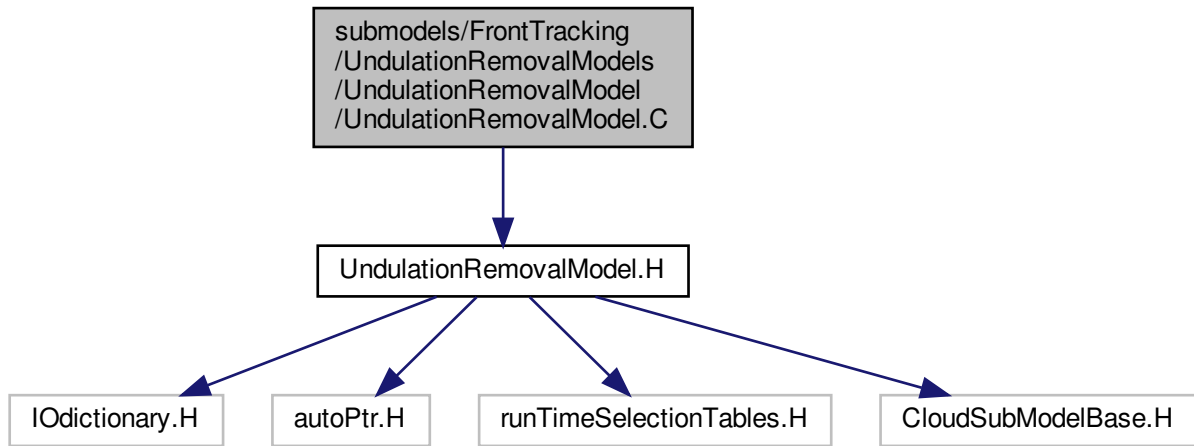 submodels/FrontTracking
/UndulationRemovalModels
/UndulationRemovalModel
/UndulationRemovalModel.C
UndulationRemovalModel.H
IOdictionary.H
autoPtr.H
runTimeSelectionTables.H
CloudSubModelBase.H